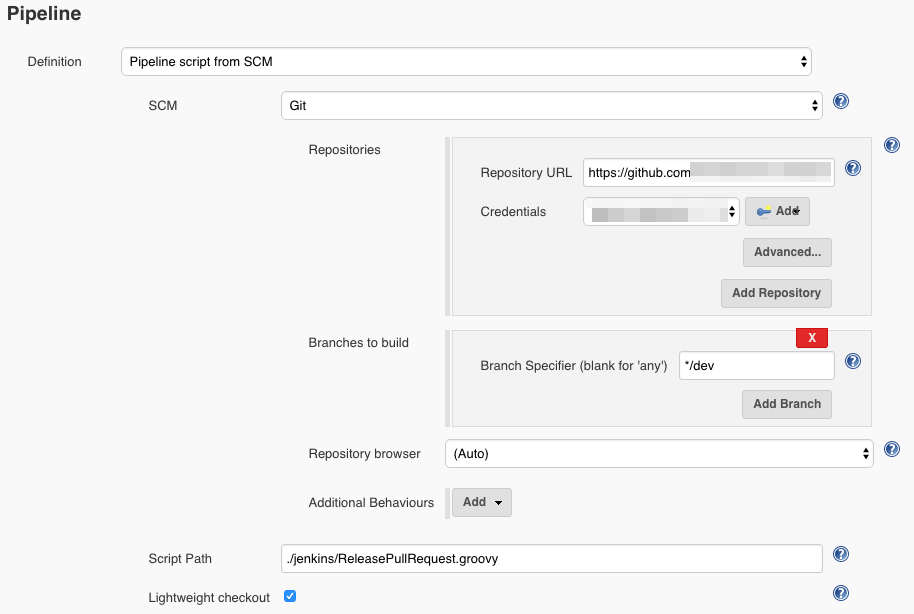 Pipeline
Definition Pipeline script from SCM
SCM Git
Repositories
Repository URL https://github.com
Credentials Add
Advanced...
Add Repository
Branches to build
X
Branch Specifier (blank for 'any') */dev
Add Branch
Repository browser (Auto)
Additional Behaviours Add
Script Path ./jenkins/ReleasePullRequest.groovy
Lightweight checkout